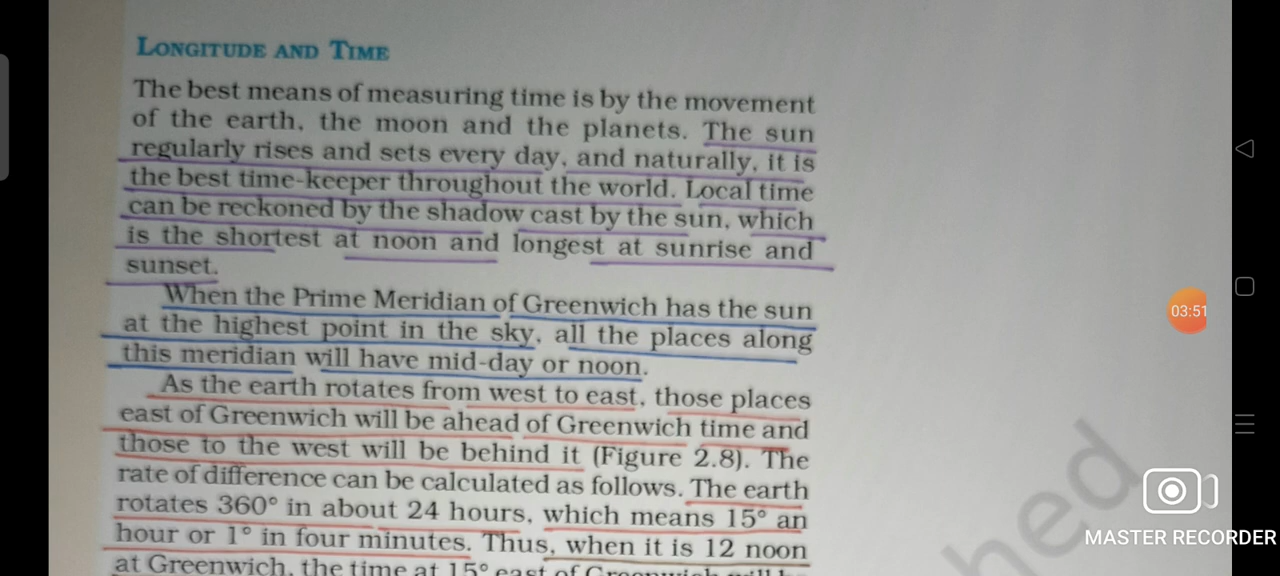 LONGITUDE AND TIME
The best means of measuring time is by the movement
of the earth, the moon and the planets. The sun
regularly rises and sets every day, and naturally, it is
the best time-keeper throughout the world. Local time
can be reckoned by the shadow cast by the sun, which
is the shortest at noon and longest at sunrise and
sunset.
When the Prime Meridian of Greenwich has the sun
at the highest point in the sky, all the places along
this meridian will have mid-day or noon.
As the earth rotates from west to east, those places
east of Greenwich will be ahead of Greenwich time and
those to the west will be behind it (Figure 2.8). The
rate of difference can be calculated as follows. The earth
rotates 360° in about 24 hours, which means 15° an
hour or 1° in four minutes. Thus, when it is 12 noon
at Greenwich, the time at 15° east of Greenwich will be
hed
03:51
MASTER RECORDER